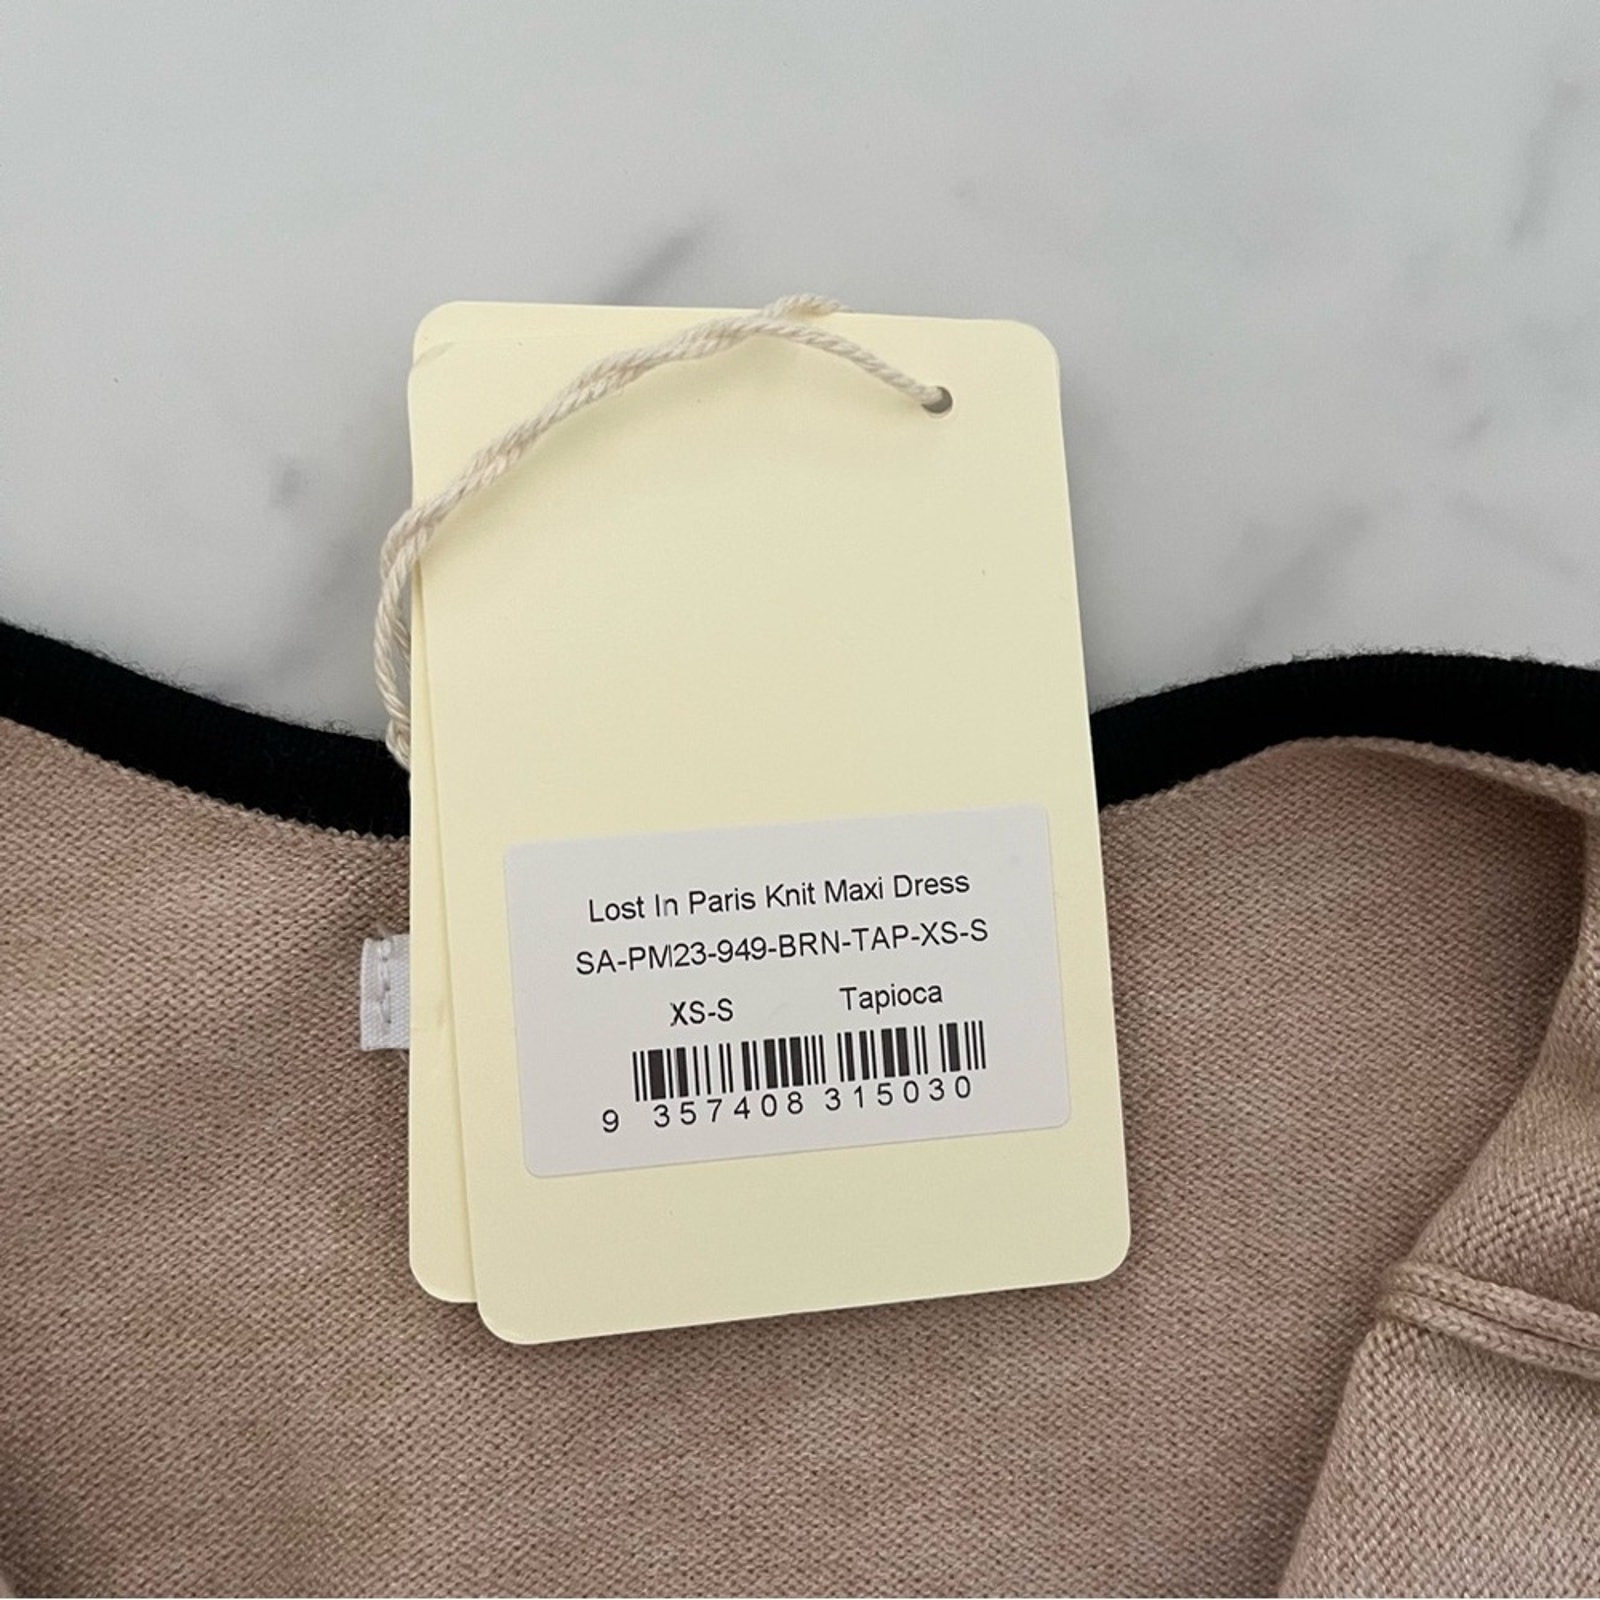 Lost In Paris Knit Maxi Dress
SA-PM23-949-BRN-TAP-XS-S
XS-S Tapioca
9 357408 315030